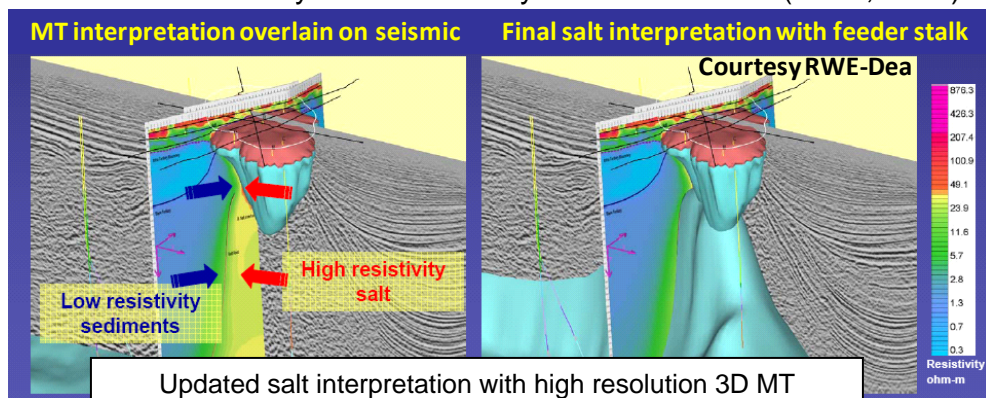 MT interpretation overlain on seismic
Final salt interpretation with feeder stalk
Courtesy RWE-Dea
876.3
426.3
207.4
100.9
49.1
23.9
11.6
5.7
2.8
1.3
0.7
0.3
Resistivity
ohm-m
High resistivity
salt
Low resistivity
sediments
Updated salt interpretation with high resolution 3D MT